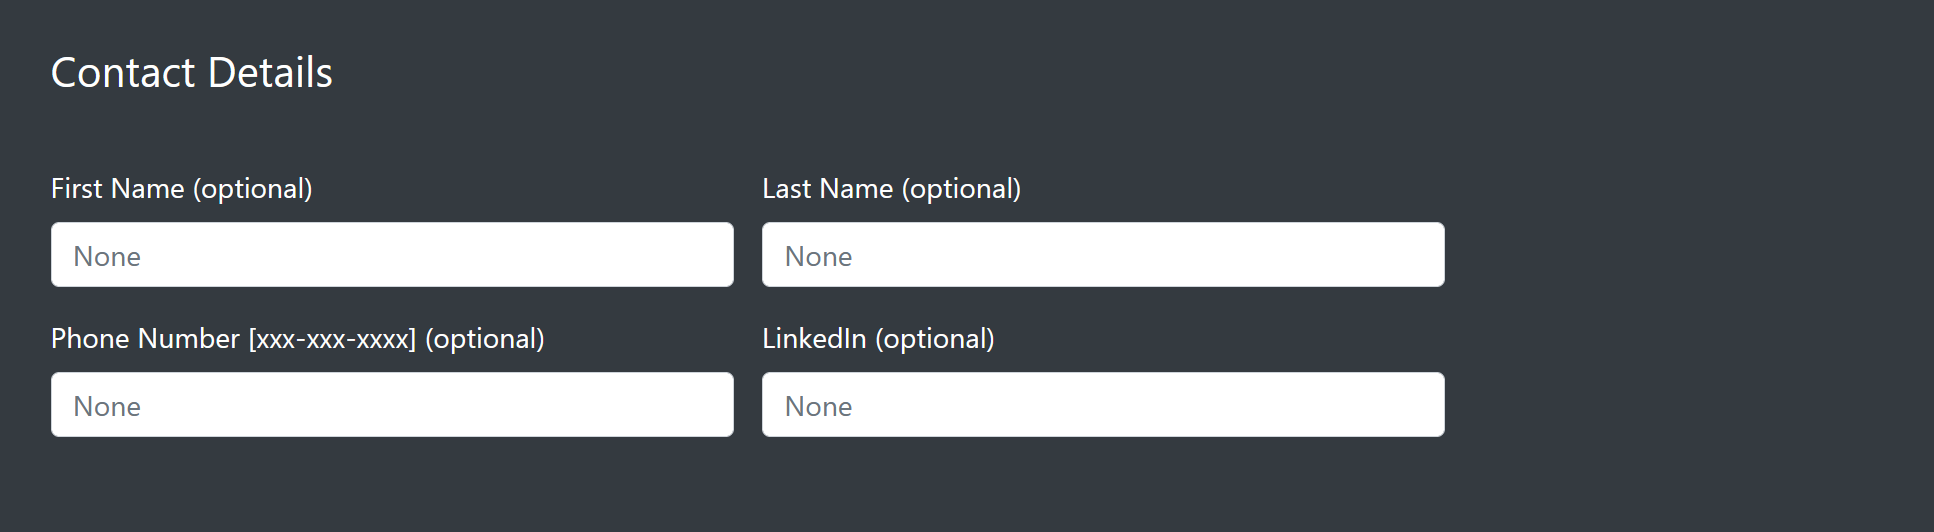 Contact Details
First Name (optional)
Last Name (optional)
None
None
Phone Number [xxx-xxx-xxxx] (optional)
LinkedIn (optional)
None
None